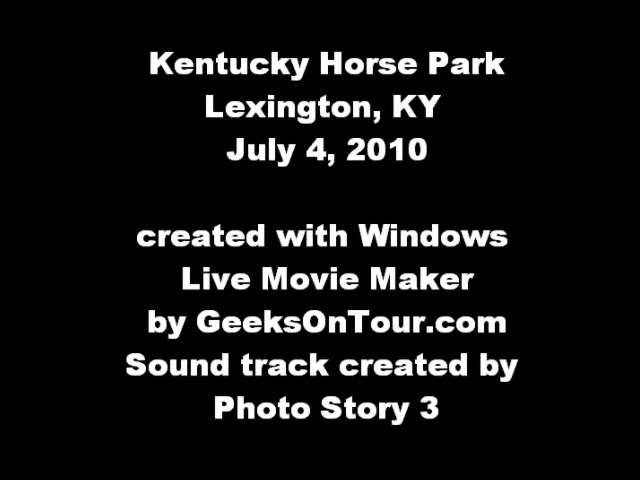 Kentucky Horse Park
Lexington, KY
July 4, 2010
created with Windows
Live Movie Maker
by GeeksOnTour.com
Sound track created by
Photo Story 3